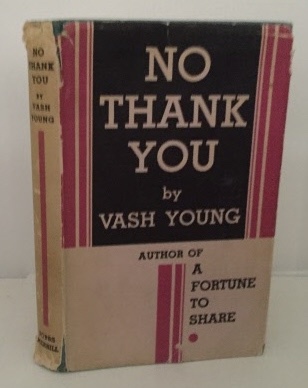 NO
THANK
YOU
BY
VASH
YOUNG
NO
THANK
YOU
by
VASH YOUNG
AUTHOR OF
A
FORTUNE
TO
SHARE